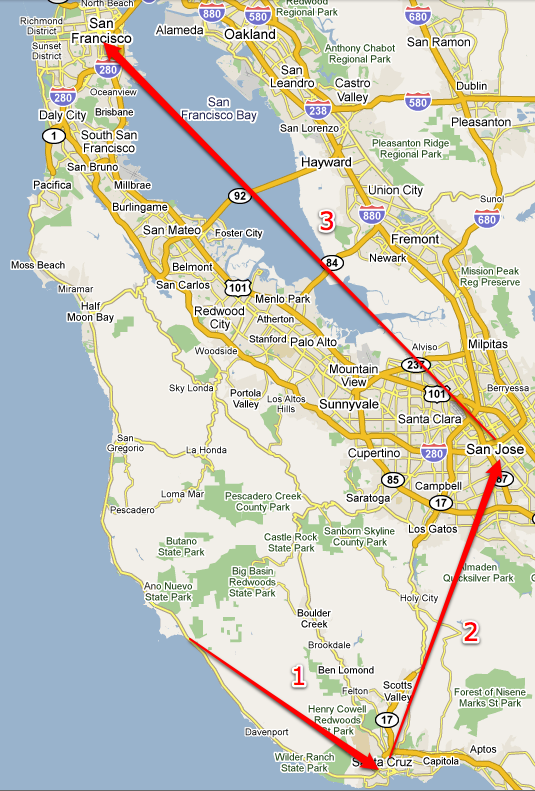 North Beach
Richmond
District
San
Francisco
Sunset
District
880
580
Alameda
Oakland
Redwood
Regional Park
680
San Ramon
280
Oceanview
San
Leandro
Anthony Chabot
Regional Park
280
Daly City
Brisbane
San
Francisco Bay
Castro
Valley
Dublin
238
580
1
South San
Francisco
San Lorenzo
Pleasanton
San Bruno
Pleasanton Ridge
Regional Park
Pacifica
Millbrae
Hayward
92
Burlingame
Union City
Sunol
San Mateo
Foster City
3
880
680
Fremont
Moss Beach
Belmont
84
Newark
Miramar
San Carlos
101
Menlo Park
Mission Peak
Reg Preserve
Half
Moon Bay
Redwood
City
Atherton
Stanford
Palo Alto
Alviso
Milpitas
Woodside
Mountain
View
237
Sky Londa
Portola
Valley
Los Altos
Hills
Sunnyvale
101
Berryessa
Santa Clara
San
Gregorio
La Honda
Cupertino
280
San Jose
Loma Mar
Pescadero Creek
County Park
85
Campbell
87
Saratoga
17
Pescadero
Butano
State Park
Castle Rock
State Park
Sanborn Skyline
County Park
Los Gatos
Big Basin
Redwoods
State Park
Almaden
Quicksilver Park
Ano Nuevo
State Park
Holy City
Boulder
Creek
2
Brookdale
1
Ben Lomond
Felton
Scotts
Valley
Forest of Nisene
Marks St Park
Henry Cowell
Redwoods
St Park
17
Davenport
Wilder Ranch
State Park
Santa Cruz
Capitola
Aptos